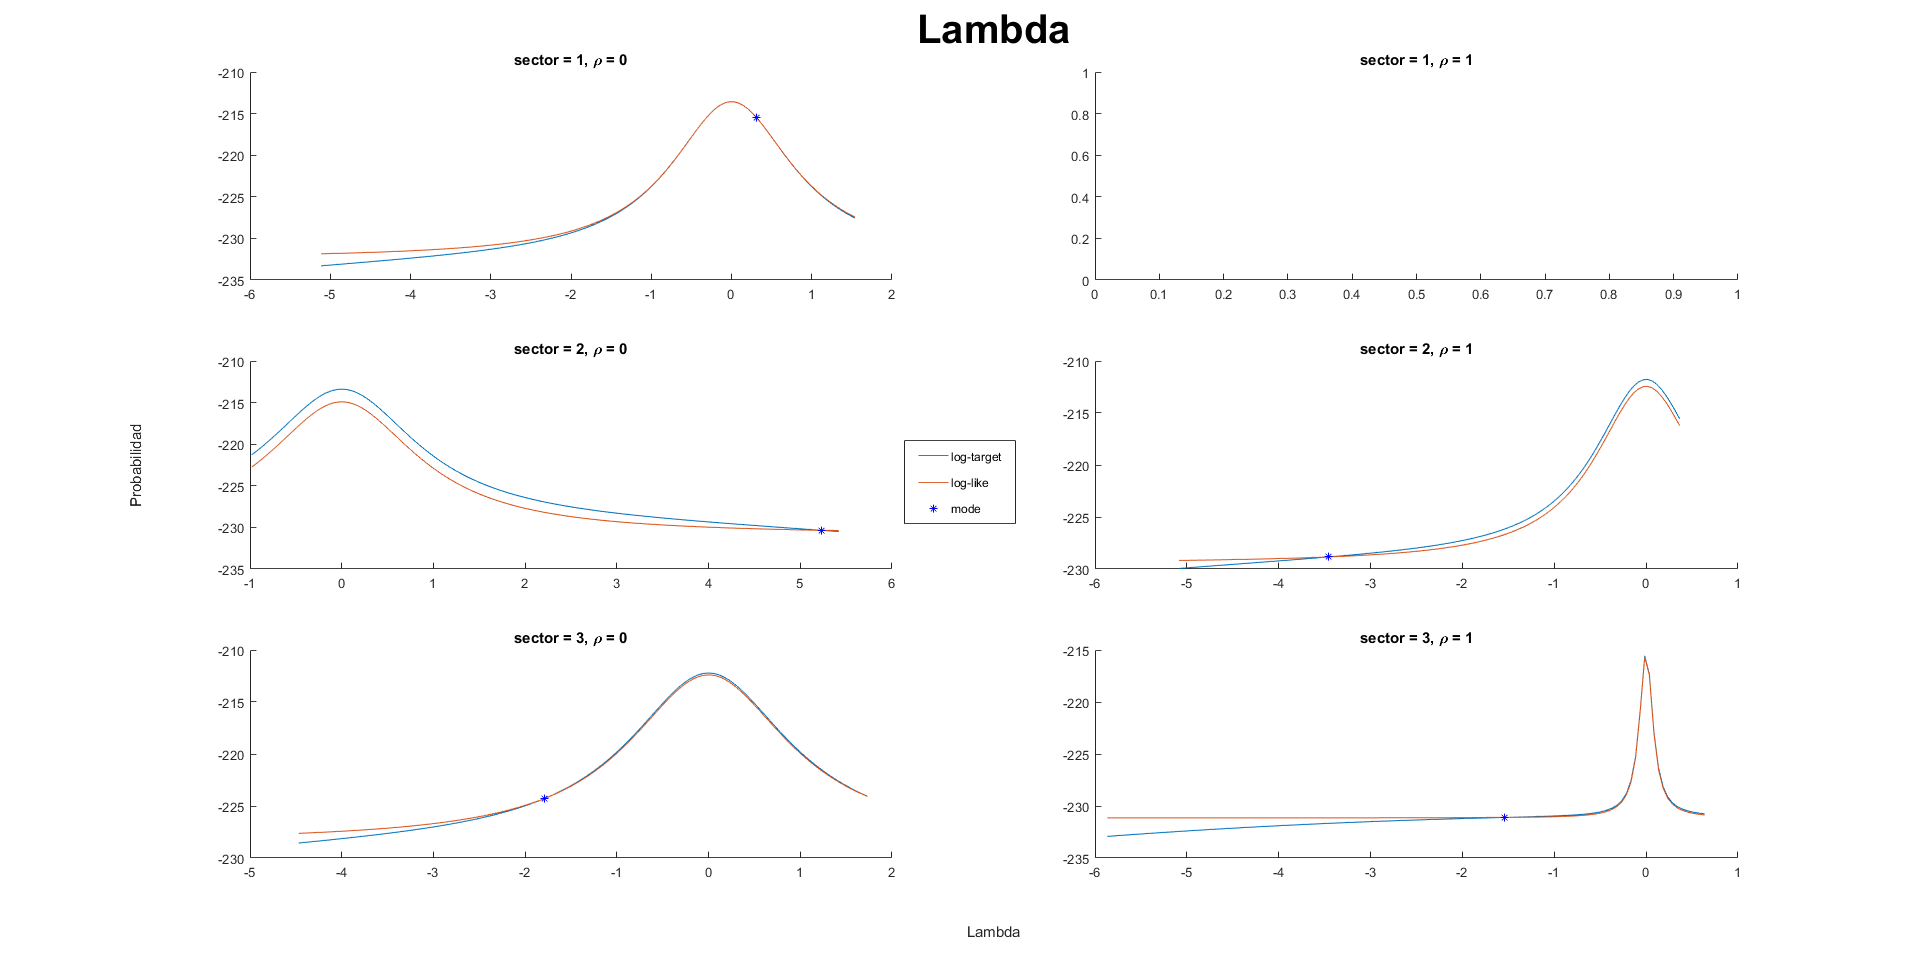 Lambda
sector = 1, ρ = 0
-210
-215
-220
-225
-230
-235
-6 -5 -4 -3 -2 -1 0 1 2
sector = 1, ρ = 1
1
0.8
0.6
0.4
0.2
0
0 0.1 0.2 0.3 0.4 0.5 0.6 0.7 0.8 0.9 1
sector = 2, ρ = 0
-210
-215
-220
-225
-230
-235
-1 0 1 2 3 4 5 6
log-target
log-like
mode
sector = 2, ρ = 1
-210
-215
-220
-225
-230
-6 -5 -4 -3 -2 -1 0 1
Probabilidad
sector = 3, ρ = 0
-210
-215
-220
-225
-230
-5 -4 -3 -2 -1 0 1 2
sector = 3, ρ = 1
-215
-220
-225
-230
-235
-6 -5 -4 -3 -2 -1 0 1
Lambda